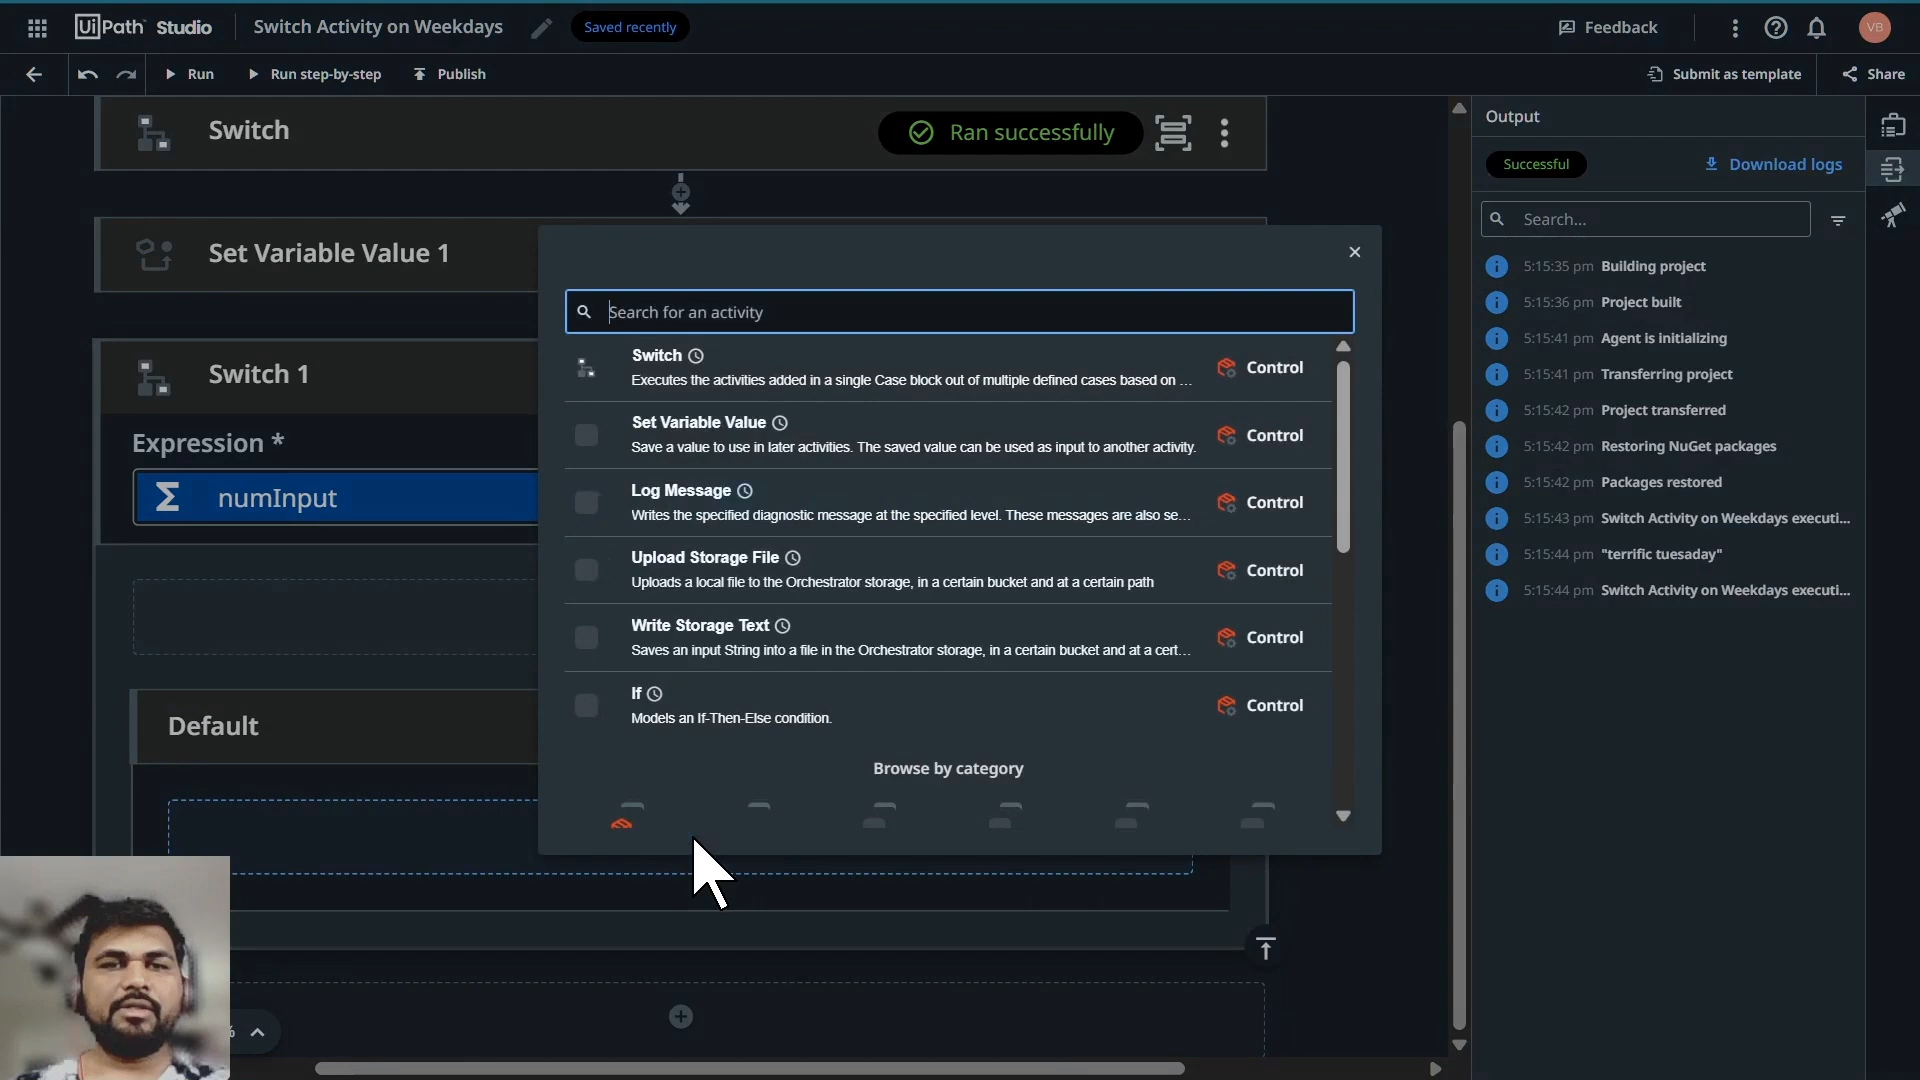 UiPath Studio
Switch Activity on Weekdays
Saved recently
Feedback
VB
Run
Run step-by-step
Publish
Submit as template
Share
Switch
Ran successfully
Set Variable Value 1
Switch 1
Expression *
numInput
Default
%
Search for an activity
Switch
Executes the activities added in a single Case block out of multiple defined cases based on ...
Control
Set Variable Value
Save a value to use in later activities. The saved value can be used as input to another activity.
Control
Log Message
Writes the specified diagnostic message at the specified level. These messages are also se...
Control
Upload Storage File
Uploads a local file to the Orchestrator storage, in a certain bucket and at a certain path
Control
Write Storage Text
Saves an input String into a file in the Orchestrator storage, in a certain bucket and at a cert...
Control
If
Models an If-Then-Else condition.
Control
Browse by category
Output
Successful
Download logs
Search...
5:15:35 pm Building project
5:15:36 pm Project built
5:15:41 pm Agent is initializing
5:15:41 pm Transferring project
5:15:42 pm Project transferred
5:15:42 pm Restoring NuGet packages
5:15:42 pm Packages restored
5:15:43 pm Switch Activity on Weekdays executi...
5:15:44 pm "terrific tuesaday"
5:15:44 pm Switch Activity on Weekdays executi...